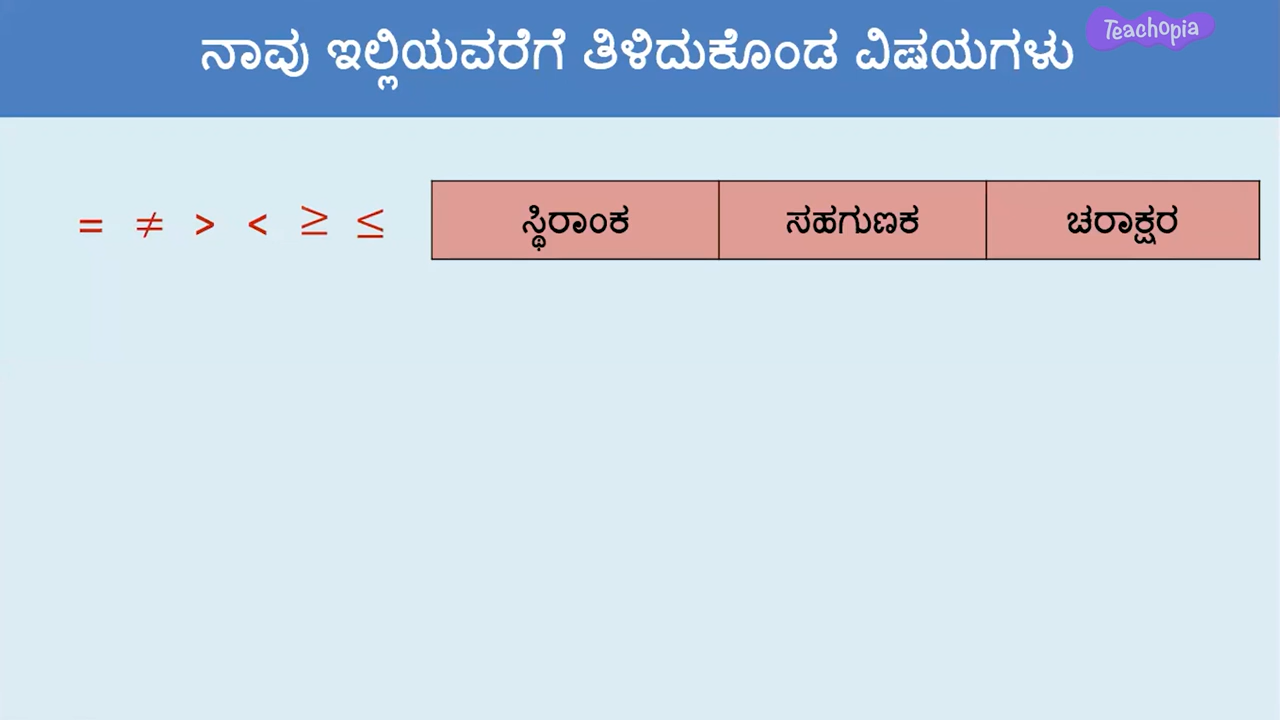 ನಾವು ಇಲ್ಲಿಯವರೆಗೆ ತಿಳಿದುಕೊಂಡ ವಿಷಯಗಳು
Teachopia
= ≠ > < ≥ ≤ ಸ್ಥಿರಾಂಕ ಸಹಗುಣಕ ಚರಾಕ್ಷರ